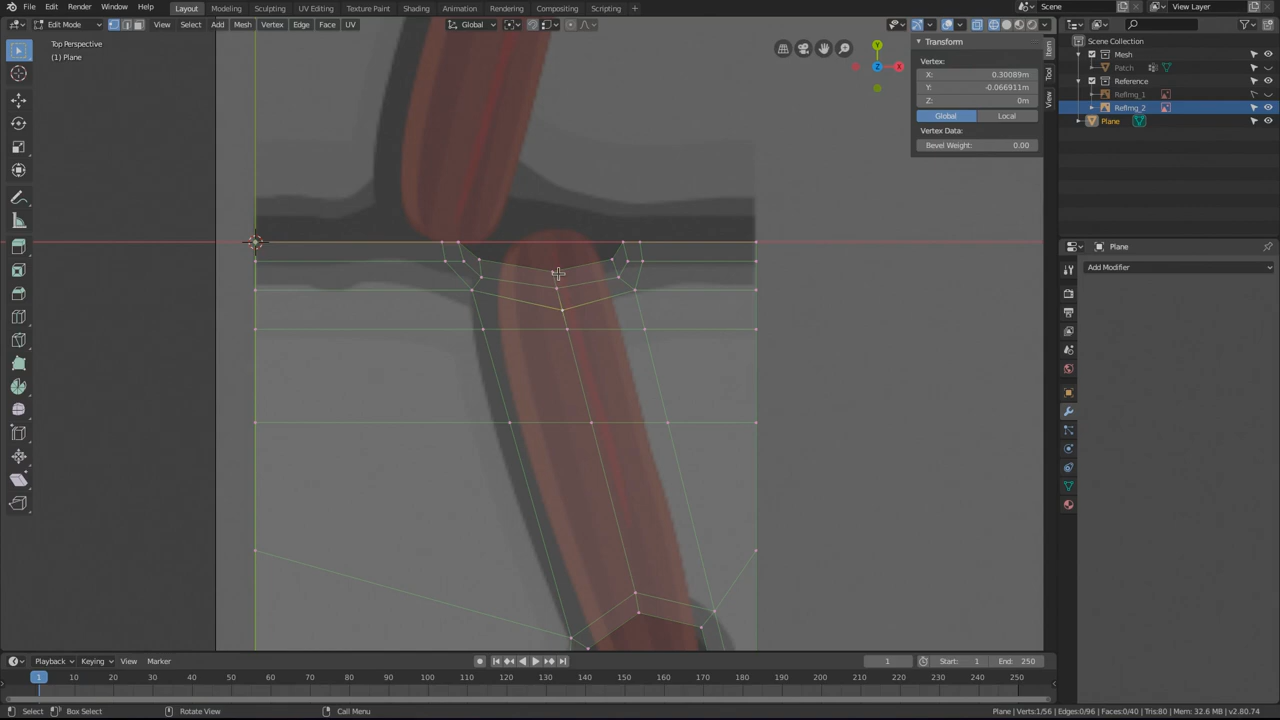 File Edit Render Window Help
Layout Modeling Sculpting UV Editing Texture Paint Shading Animation Rendering Compositing Scripting +
Scene
View Layer
Edit Mode View Select Add Mesh Vertex Edge Face UV
Global
Top Perspective
(1) Plane
Y
X
Z
Transform
Vertex:
X: 0.30089m
Y: -0.066911m
Z: 0m
Global Local
Vertex Data:
Bevel Weight: 0.00
Item
Tool
View
Scene Collection
Mesh
Patch
Reference
RefImg_1
RefImg_2
Plane
Plane
Add Modifier
Playback Keying View Marker
1
Start: 1
End: 250
1 10 20 30 40 50 60 70 80 90 100 110 120 130 140 150 160 170 180 190 200 210 220 230 240 250
Select Box Select Rotate View Call Menu
Plane | Verts:1/56 | Edges:0/96 | Faces:0/40 | Tris:80 | Mem: 32.6 MB | v2.80.74